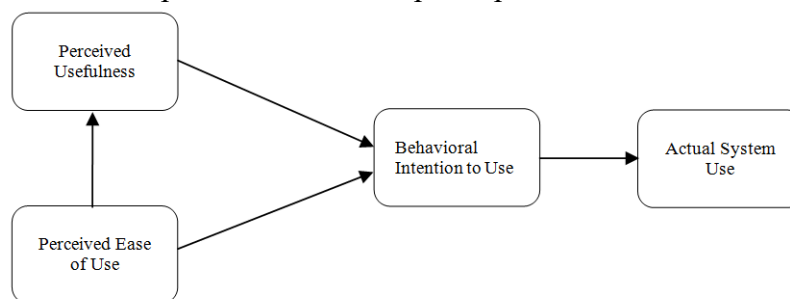 Perceived
Usefulness
Behavioral
Intention to Use
Actual System
Use
Perceived Ease
of Use